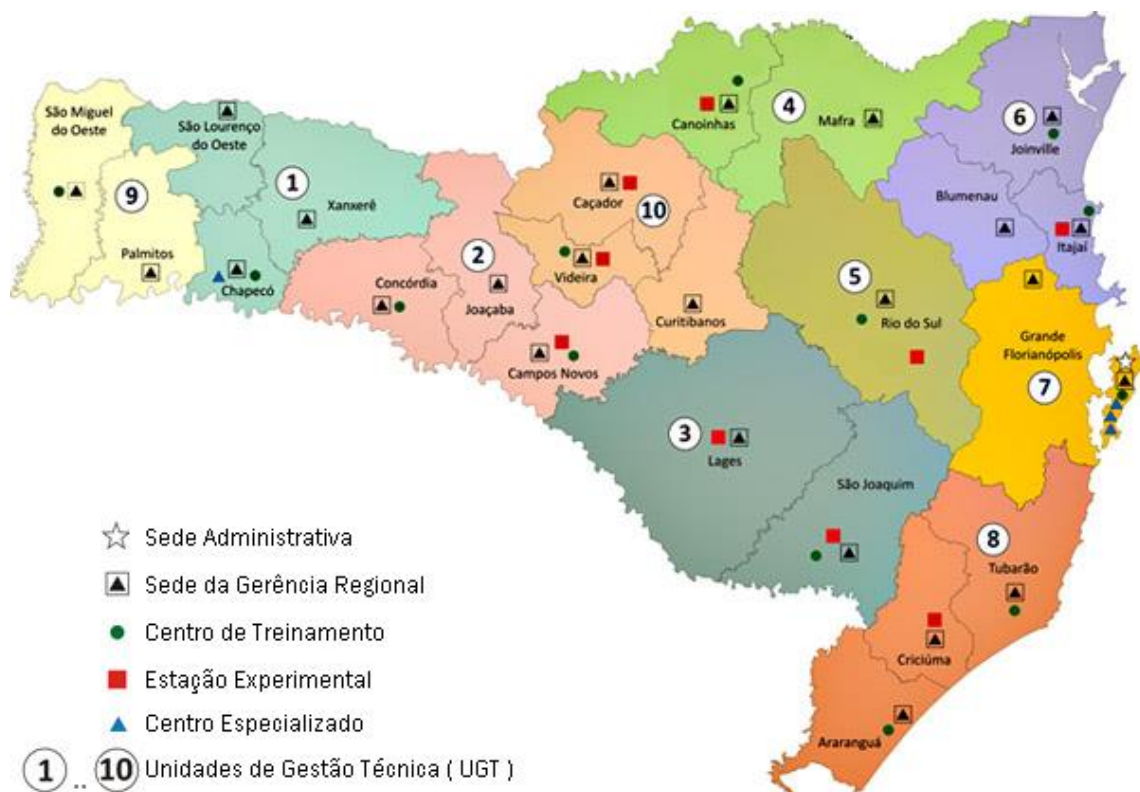 São Miguel
do Oeste
9
Palmitos
São Lourenço
do Oeste
1
Xanxerê
Chapecó
Concórdia
2
Joaçaba
Campos Novos
Caçador
10
Videira
Curitibanos
Canoinhas
4
Mafra
6
Joinville
Blumenau
Itajaí
5
Rio do Sul
Grande
Florianópolis
7
3
Lages
São Joaquim
8
Tubarão
Criciúma
Araranguá
Sede Administrativa
Sede da Gerência Regional
Centro de Treinamento
Estação Experimental
Centro Especializado
1 .. 10 Unidades de Gestão Técnica ( UGT )